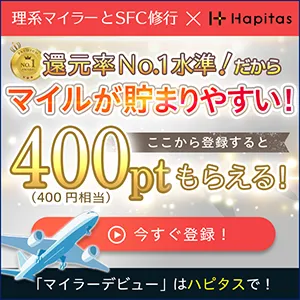 理系マイラーとSFC修行 × Hapitas
No.1
還元率No.1水準！だから
マイルが貯まりやすい！
400pt
(400円相当)
ここから登録すると
もらえる！
今すぐ登録！
「マイラーデビュー」はハピタスで！